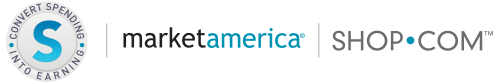 • CONVERT SPENDING •
INTO EARNING
S
marketamerica®
SHOP•COM™